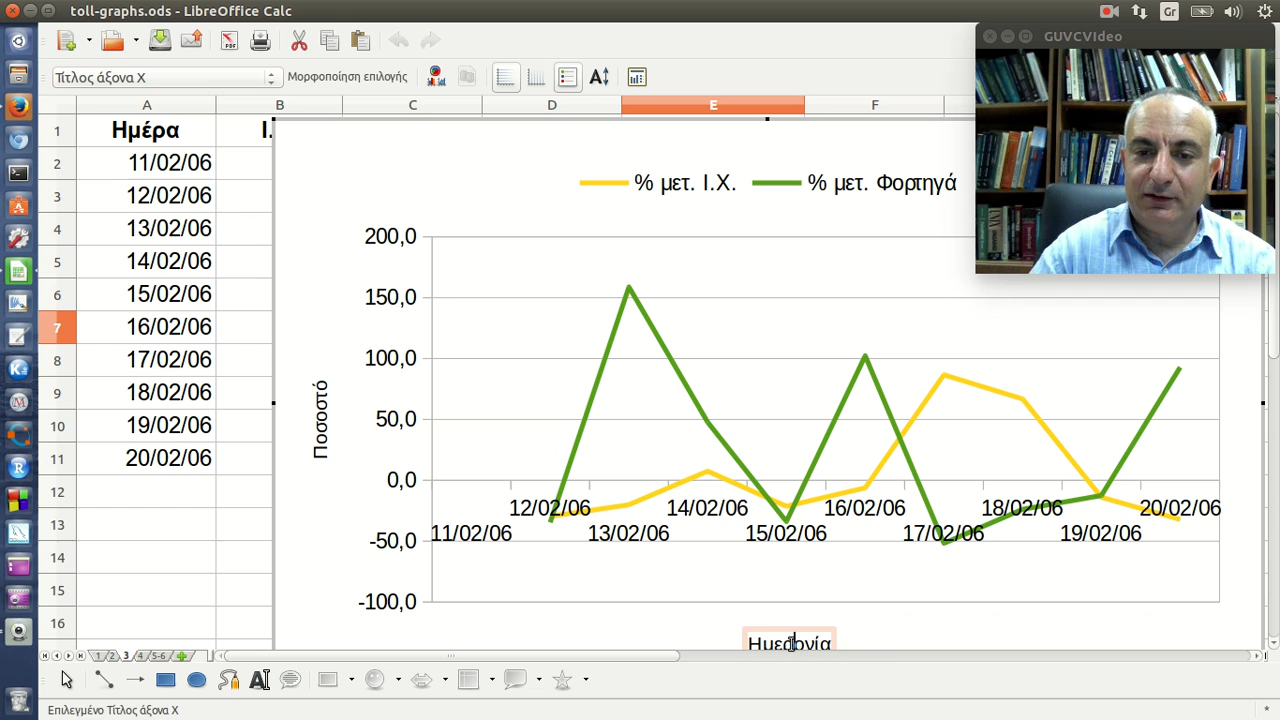 toll-graphs.ods - LibreOffice Calc
Gr
GUVCVIdeo
Τίτλος άξονα Χ
Μορφοποίηση επιλογής
A B C D E F
1 Ημέρα Ι.
2 11/02/06
3 12/02/06
4 13/02/06
5 14/02/06
6 15/02/06
7 16/02/06
8 17/02/06
9 18/02/06
10 19/02/06
11 20/02/06
12
13
14
15
16
% μετ. Ι.Χ. % μετ. Φορτηγά
200,0
150,0
100,0
50,0
0,0
-50,0
-100,0
Ποσοστό
12/02/06 14/02/06 16/02/06 18/02/06 20/02/06
11/02/06 13/02/06 15/02/06 17/02/06 19/02/06
Ημερονία
1 2 3 4 5-6
Επιλεγμένο Τίτλος άξονα Χ